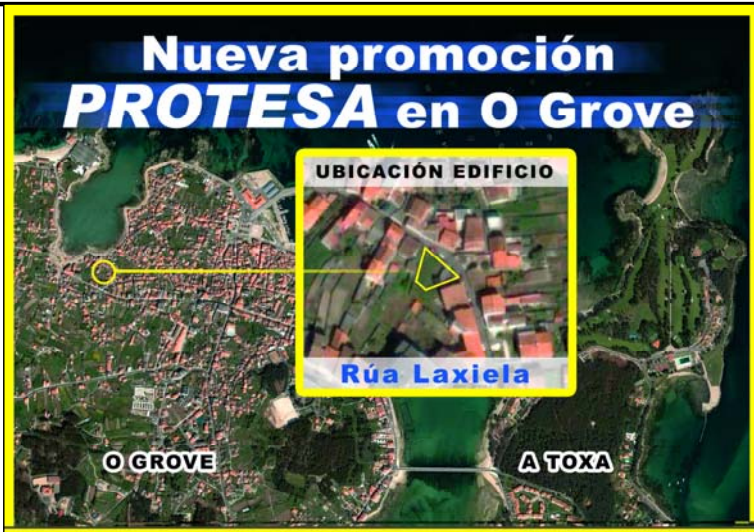 Nueva promoción
PROTESA en O Grove
UBICACIÓN EDIFICIO
Rúa Laxiela
O GROVE
A TOXA